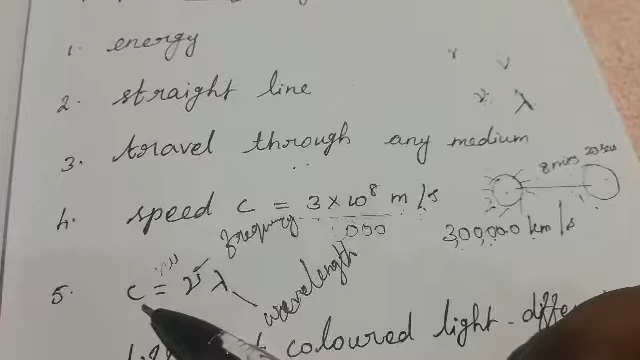 1. energy
2. straight line
3. travel through any medium
ν λ
8 min 20 sec
4. speed c = 3 × 10⁸ m/s
000
300,000 km/s
frequency
5. c = ν λ
wavelength
coloured light - diffe